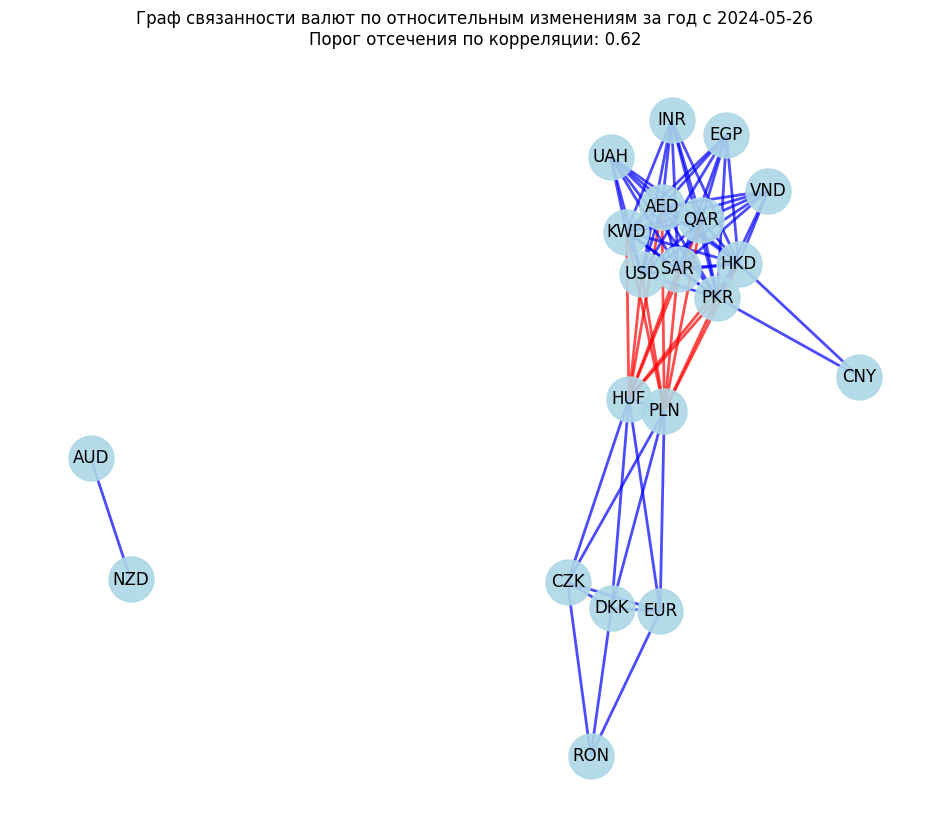 Граф связанности валют по относительным изменениям за год с 2024-05-26
Порог отсечения по корреляции: 0.62
INR
EGP
UAH
VND
AED
QAR
KWD
HKD
USD
SAR
PKR
CNY
HUF
PLN
AUD
NZD
CZK
DKK
EUR
RON